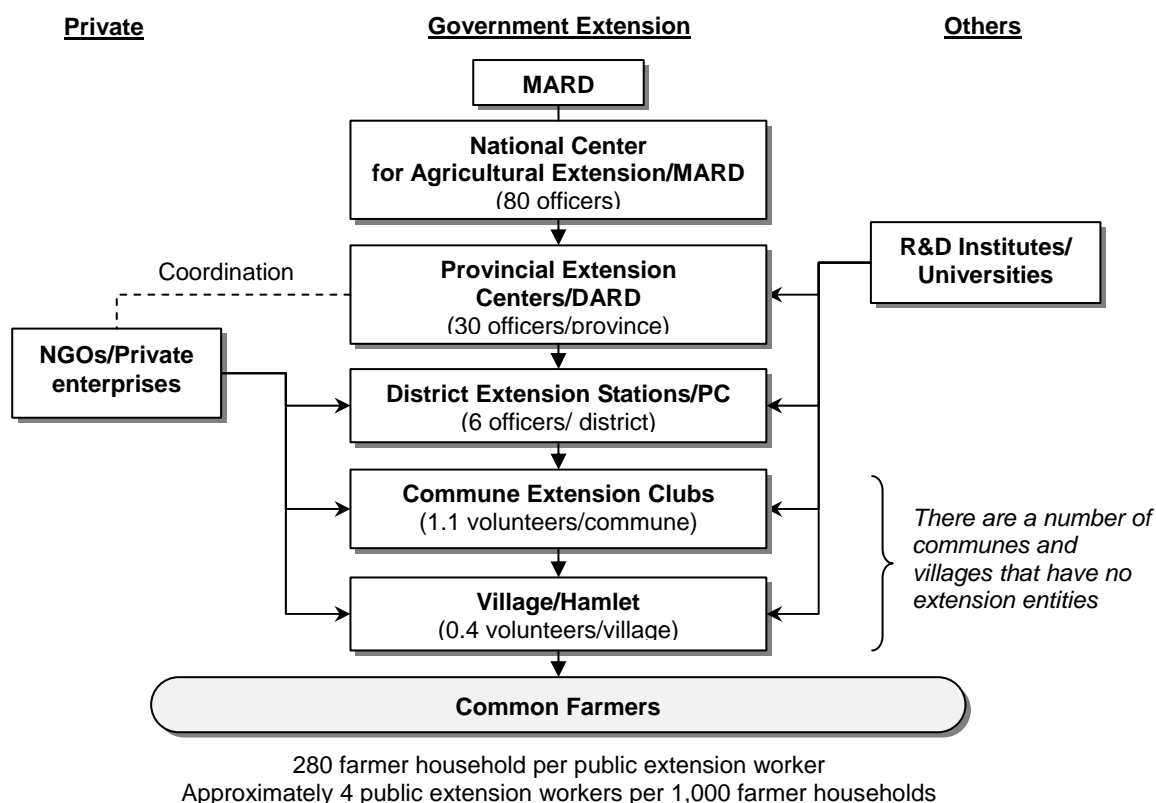 Private
Government Extension
Others
MARD
National Center
for Agricultural Extension/MARD
(80 officers)
R&D Institutes/
Universities
Coordination
Provincial Extension
Centers/DARD
(30 officers/province)
NGOs/Private
enterprises
District Extension Stations/PC
(6 officers/ district)
Commune Extension Clubs
(1.1 volunteers/commune)
There are a number of
communes and
villages that have no
extension entities
Village/Hamlet
(0.4 volunteers/village)
Common Farmers
280 farmer household per public extension worker
Approximately 4 public extension workers per 1,000 farmer households